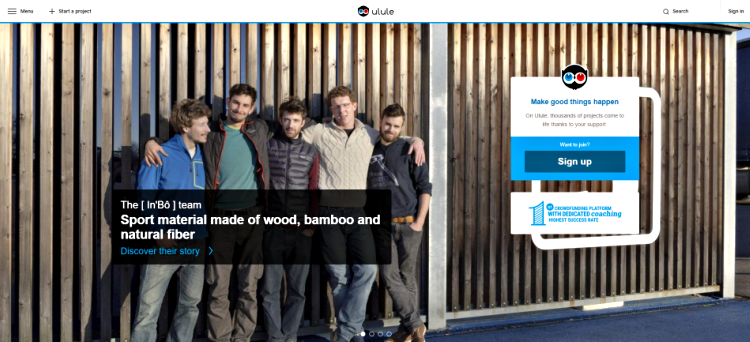 Menu
Start a project
ulule
Search
Sign in
Make good things happen
On Ulule, thousands of projects come to
life thanks to your support
Want to join?
Sign up
CROWDFUNDING PLATFORM
WITH DEDICATED coaching
HIGHEST SUCCESS RATE
The [ In'Bô ] team
Sport material made of wood, bamboo and
natural fiber
Discover their story